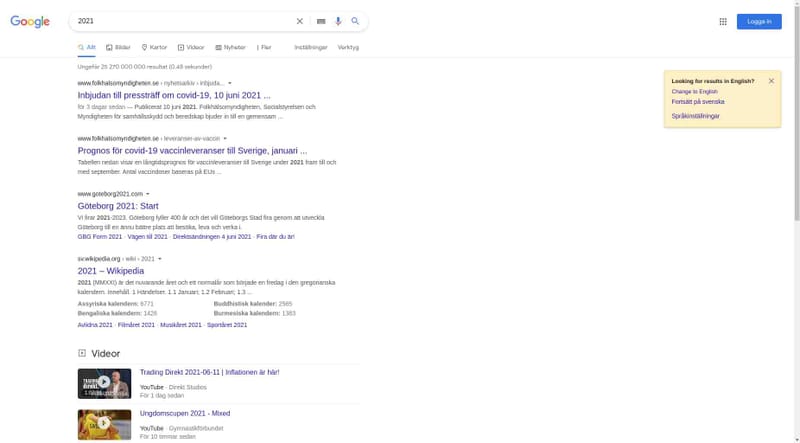 Google
2021
Logga in
Allt
Bilder
Kartor
Videor
Nyheter
Fler
Inställningar
Verktyg
Ungefär 25 270 000 000 resultat (0,48 sekunder)
Looking for results in English?
Change to English
Fortsätt på svenska
Språkinställningar
www.folkhalsomyndigheten.se › nyhetsarkiv › inbjuda...
Inbjudan till pressträff om covid-19, 10 juni 2021 ...
för 3 dagar sedan — Publicerat 10 juni 2021. Folkhälsomyndigheten, Socialstyrelsen och
Myndigheten för samhällsskydd och beredskap bjuder in till en gemensam ...
www.folkhalsomyndigheten.se › leveranser-av-vaccin
Prognos för covid-19 vaccinleveranser till Sverige, januari ...
Tabellen nedan visar en långtidsprognos för vaccinleveranser till Sverige under 2021 fram till och
med september. Antal vaccindoser baseras på EUs ...
www.goteborg2021.com
Göteborg 2021: Start
Vi firar 2021-2023. Göteborg fyller 400 år och det vill Göteborgs Stad fira genom att utveckla
Göteborg till en ännu bättre plats att besöka, leva och verka i.
GBG Form 2021 · Vägen till 2021 · Direktsändningen 4 juni 2021 · Fira där du är!
sv.wikipedia.org › wiki › 2021
2021 – Wikipedia
2021 (MMXXI) är det nuvarande året och ett normalår som började en fredag i den gregorianska
kalendern. Innehåll. 1 Händelser. 1.1 Januari; 1.2 Februari; 1.3 ...
Assyriska kalendern: 6771
Buddhistisk kalender: 2565
Bengaliska kalendern: 1428
Burmesiska kalender: 1383
Avlidna 2021 · Filmåret 2021 · Musikåret 2021 · Sportåret 2021
Videor
Trading Direkt 2021-06-11 | Inflationen är här!
YouTube · Direkt Studios
För 1 dag sedan
Ungdomscupen 2021 - Mixed
YouTube · Gymnastikförbundet
För 10 timmar sedan